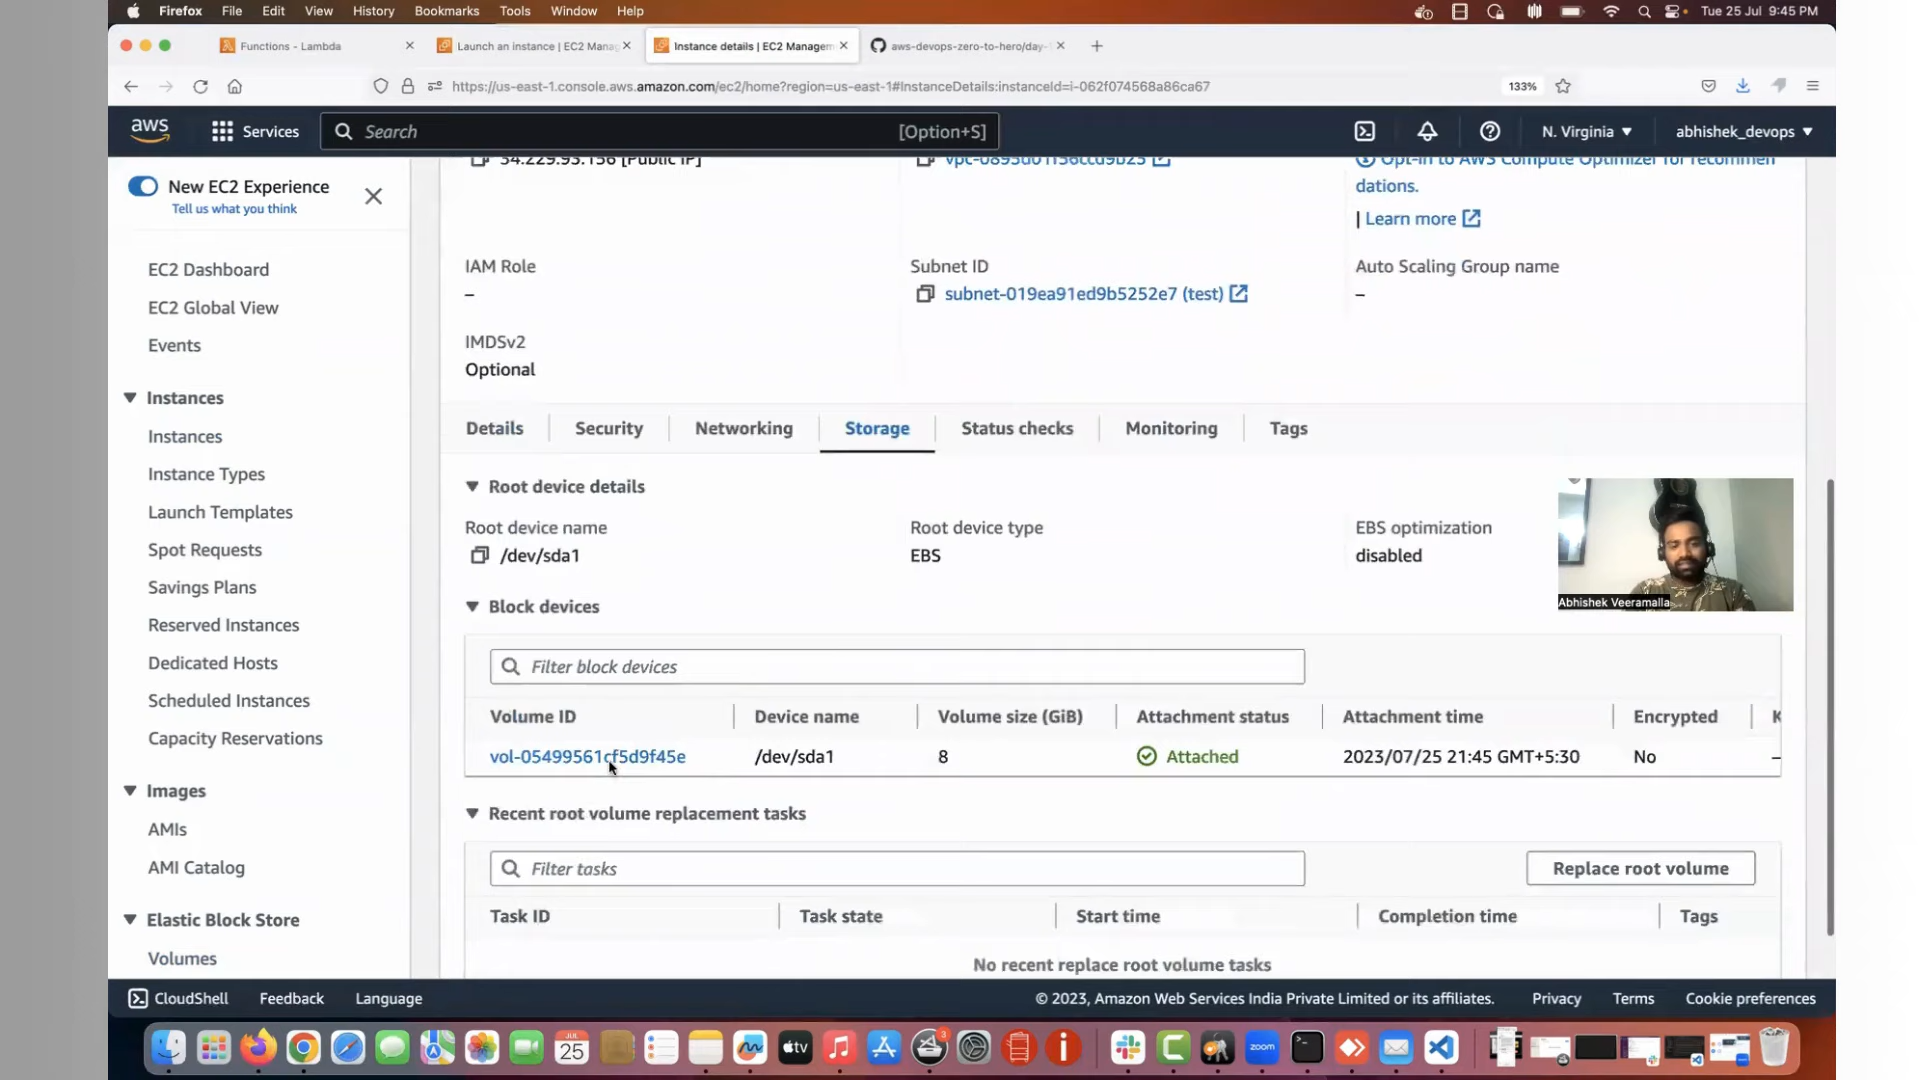 Firefox File Edit View History Bookmarks Tools Window Help Tue 25 Jul 9:45 PM
Functions - Lambda Launch an instance | EC2 Manag Instance details | EC2 Managem aws-devops-zero-to-hero/day-
https://us-east-1.console.aws.amazon.com/ec2/home?region=us-east-1#InstanceDetails:instanceId=i-062f074568a86ca67 133%
aws Services Search [Option+S] N. Virginia abhishek_devops
34.229.93.156 [Public IP] vpc-0895d01f56ccd9b25 Opt-in to AWS Compute Optimizer for recommen
dations.
| Learn more
New EC2 Experience
Tell us what you think
EC2 Dashboard
EC2 Global View
Events
Instances
Instances
Instance Types
Launch Templates
Spot Requests
Savings Plans
Reserved Instances
Dedicated Hosts
Scheduled Instances
Capacity Reservations
Images
AMIs
AMI Catalog
Elastic Block Store
Volumes
IAM Role Subnet ID Auto Scaling Group name
– subnet-019ea91ed9b5252e7 (test) –
IMDSv2
Optional
Details Security Networking Storage Status checks Monitoring Tags
Root device details
Root device name Root device type EBS optimization
/dev/sda1 EBS disabled
Abhishek Veeramalla
Block devices
Filter block devices
Volume ID Device name Volume size (GiB) Attachment status Attachment time Encrypted K
vol-05499561cf5d9f45e /dev/sda1 8 Attached 2023/07/25 21:45 GMT+5:30 No –
Recent root volume replacement tasks
Filter tasks Replace root volume
Task ID Task state Start time Completion time Tags
No recent replace root volume tasks
CloudShell Feedback Language © 2023, Amazon Web Services India Private Limited or its affiliates. Privacy Terms Cookie preferences
JUL
25
tv
3
zoom